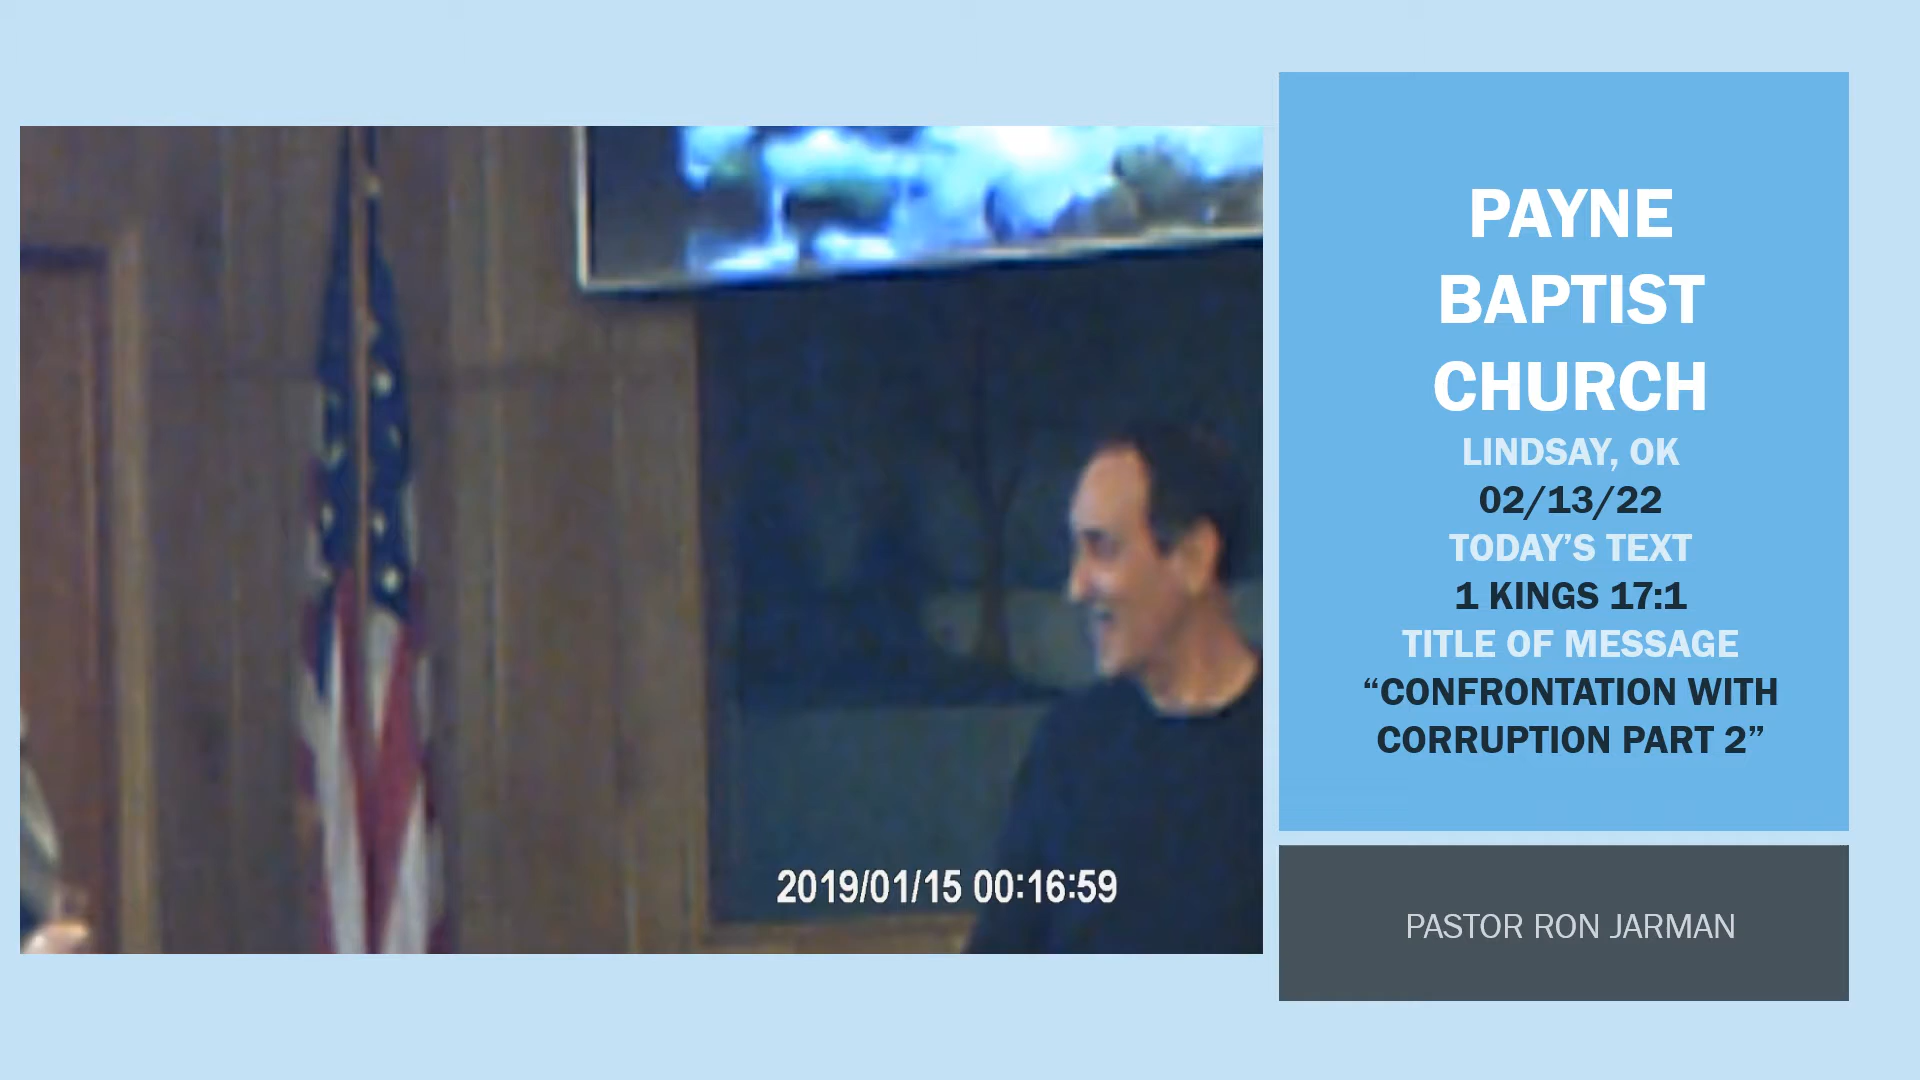 PAYNE
BAPTIST
CHURCH
LINDSAY, OK
02/13/22
TODAY’S TEXT
1 KINGS 17:1
TITLE OF MESSAGE
“CONFRONTATION WITH
CORRUPTION PART 2”
PASTOR RON JARMAN
2019/01/15 00:16:59